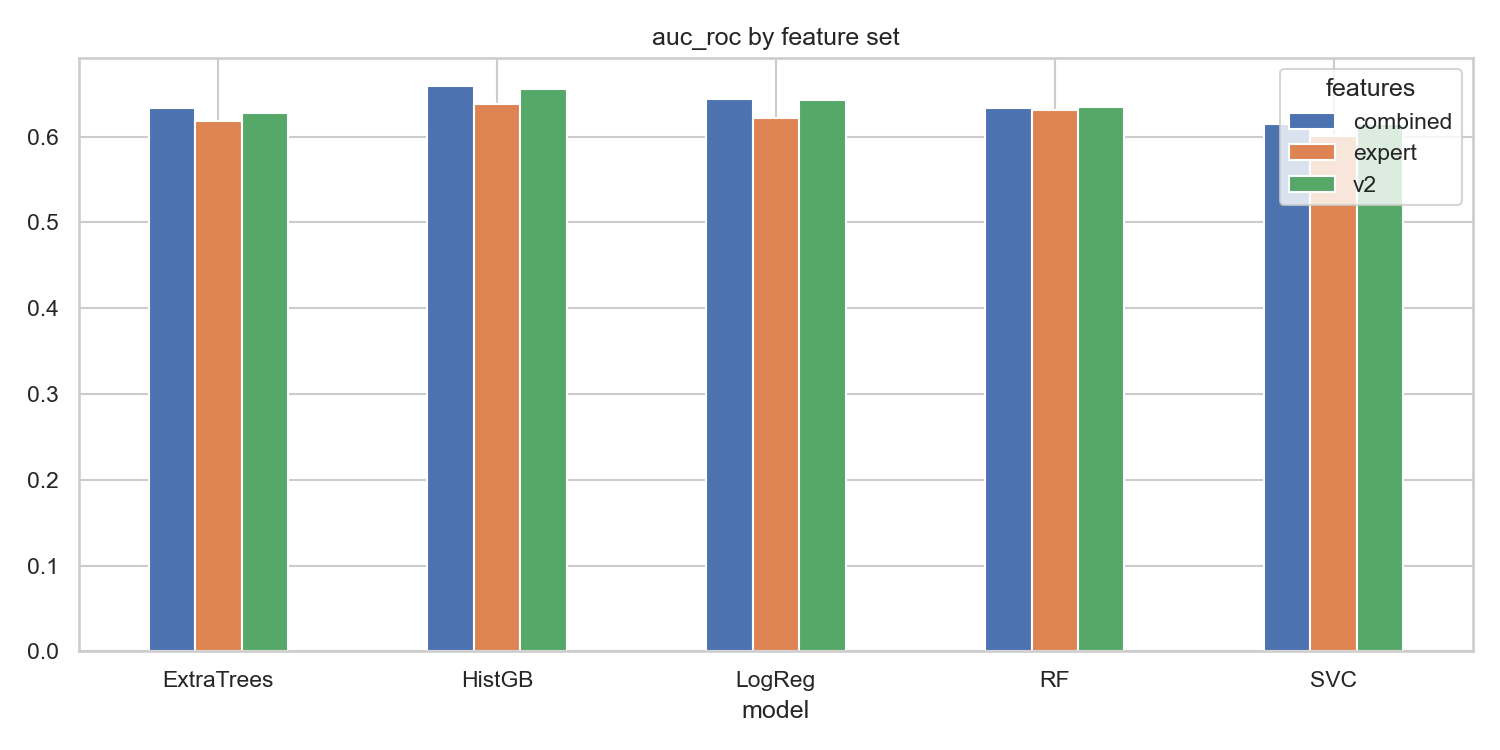 auc_roc by feature set
features
combined
expert
v2
0.6
0.5
0.4
0.3
0.2
0.1
0.0
ExtraTrees
HistGB
LogReg
RF
SVC
model